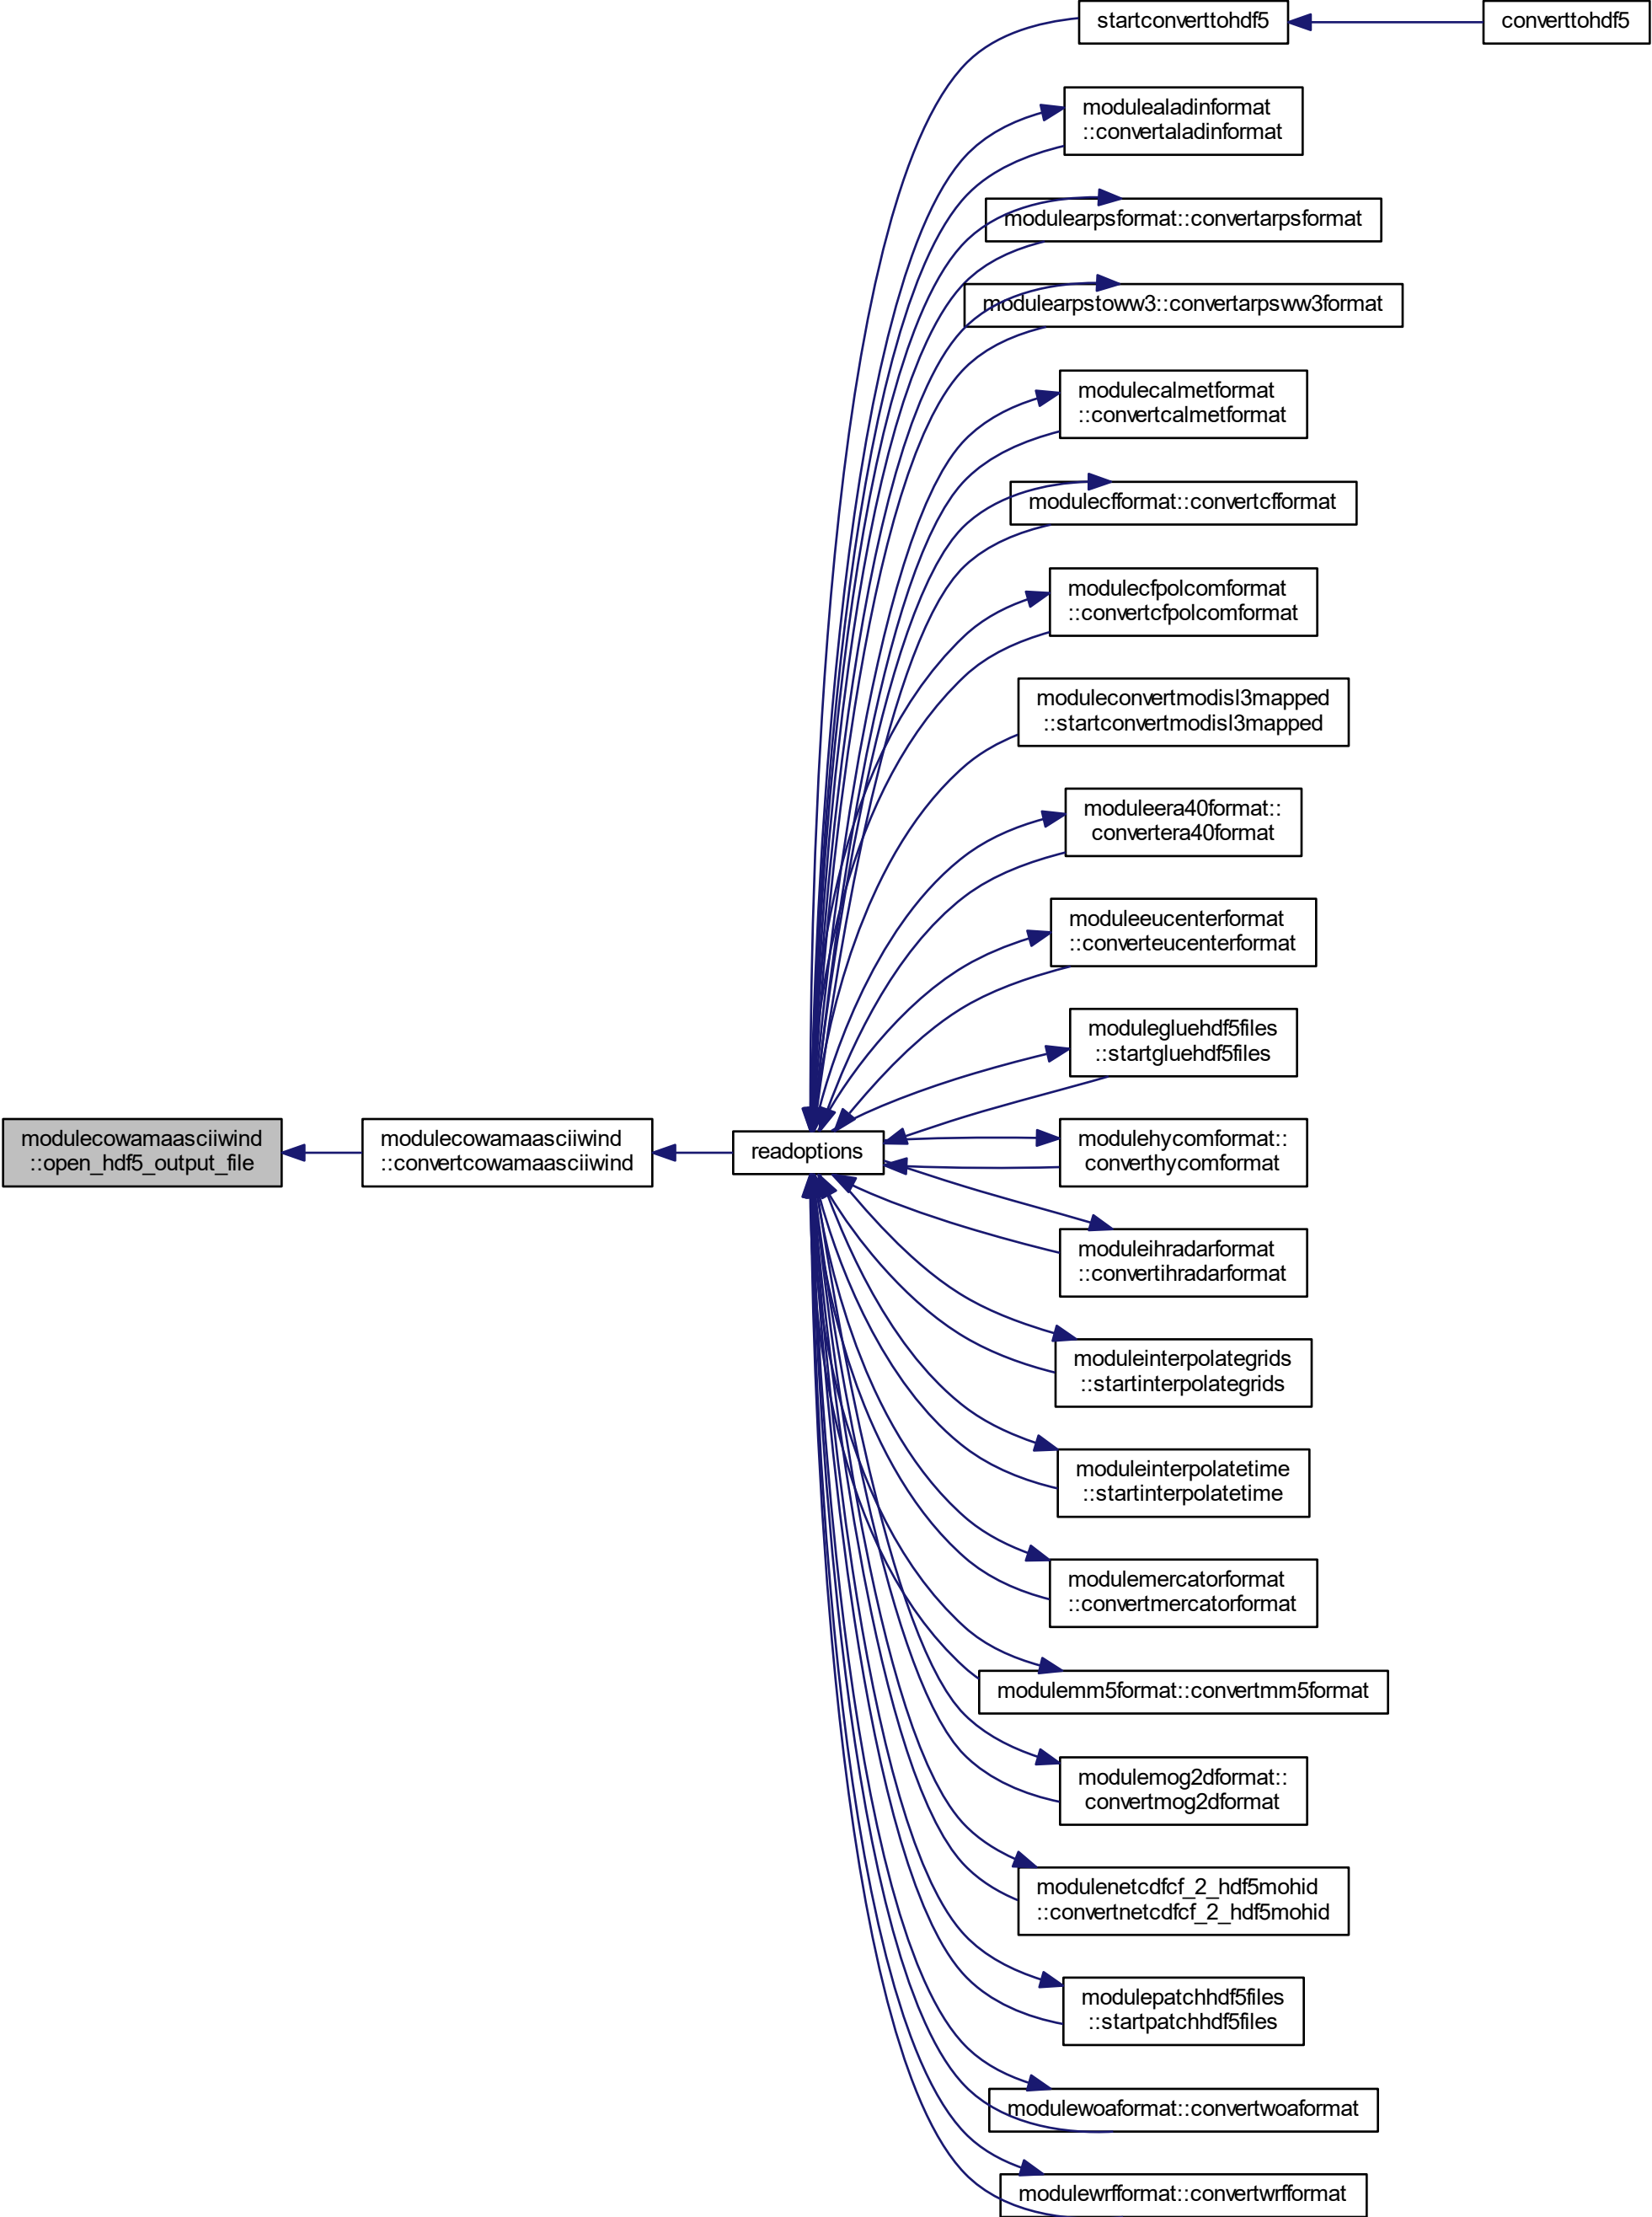 startconverttohdf5
converttohdf5
modulealadinformat
::convertaladinformat
modulearpsformat::convertarpsformat
modulearpstoww3::convertarpsww3format
modulecalmetformat
::convertcalmetformat
modulecfformat::convertcfformat
modulecfpolcomformat
::convertcfpolcomformat
moduleconvertmodisl3mapped
::startconvertmodisl3mapped
moduleera40format::
convertera40format
moduleeucenterformat
::converteucenterformat
modulegluehdf5files
::startgluehdf5files
modulecowamaasciiwind
::open_hdf5_output_file
modulecowamaasciiwind
::convertcowamaasciiwind
readoptions
modulehycomformat::
converthycomformat
moduleihradarformat
::convertihradarformat
moduleinterpolategrids
::startinterpolategrids
moduleinterpolatetime
::startinterpolatetime
modulemercatorformat
::convertmercatorformat
modulemm5format::convertmm5format
modulemog2dformat::
convertmog2dformat
modulenetcdfcf_2_hdf5mohid
::convertnetcdfcf_2_hdf5mohid
modulepatchhdf5files
::startpatchhdf5files
modulewoaformat::convertwoaformat
modulewrfformat::convertwrfformat